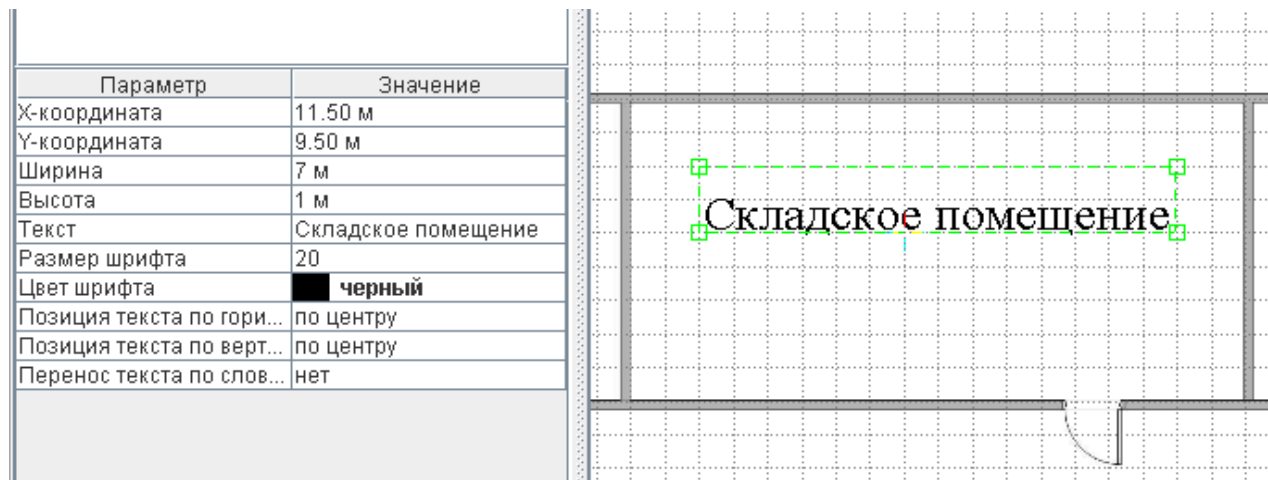 Параметр Значение
X-координата 11.50 м
Y-координата 9.50 м
Ширина 7 м
Высота 1 м
Текст Складское помещение
Размер шрифта 20
Цвет шрифта черный
Позиция текста по гори... по центру
Позиция текста по верт... по центру
Перенос текста по слов... нет
Складское помещение